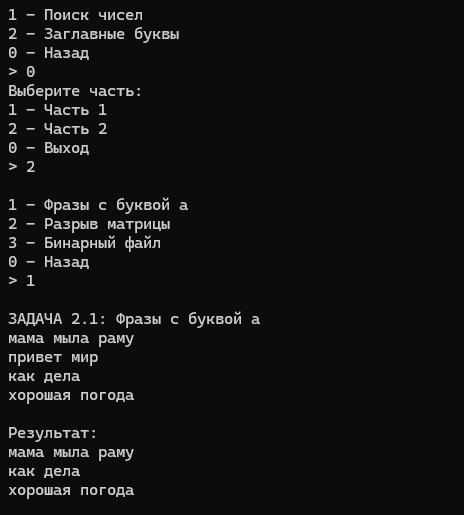 1 – Поиск чисел
2 – Заглавные буквы
0 – Назад
> 0
Выберите часть:
1 – Часть 1
2 – Часть 2
0 – Выход
> 2
1 – Фразы с буквой а
2 – Разрыв матрицы
3 – Бинарный файл
0 – Назад
> 1
ЗАДАЧА 2.1: Фразы с буквой а
мама мыла раму
привет мир
как дела
хорошая погода
Результат:
мама мыла раму
как дела
хорошая погода